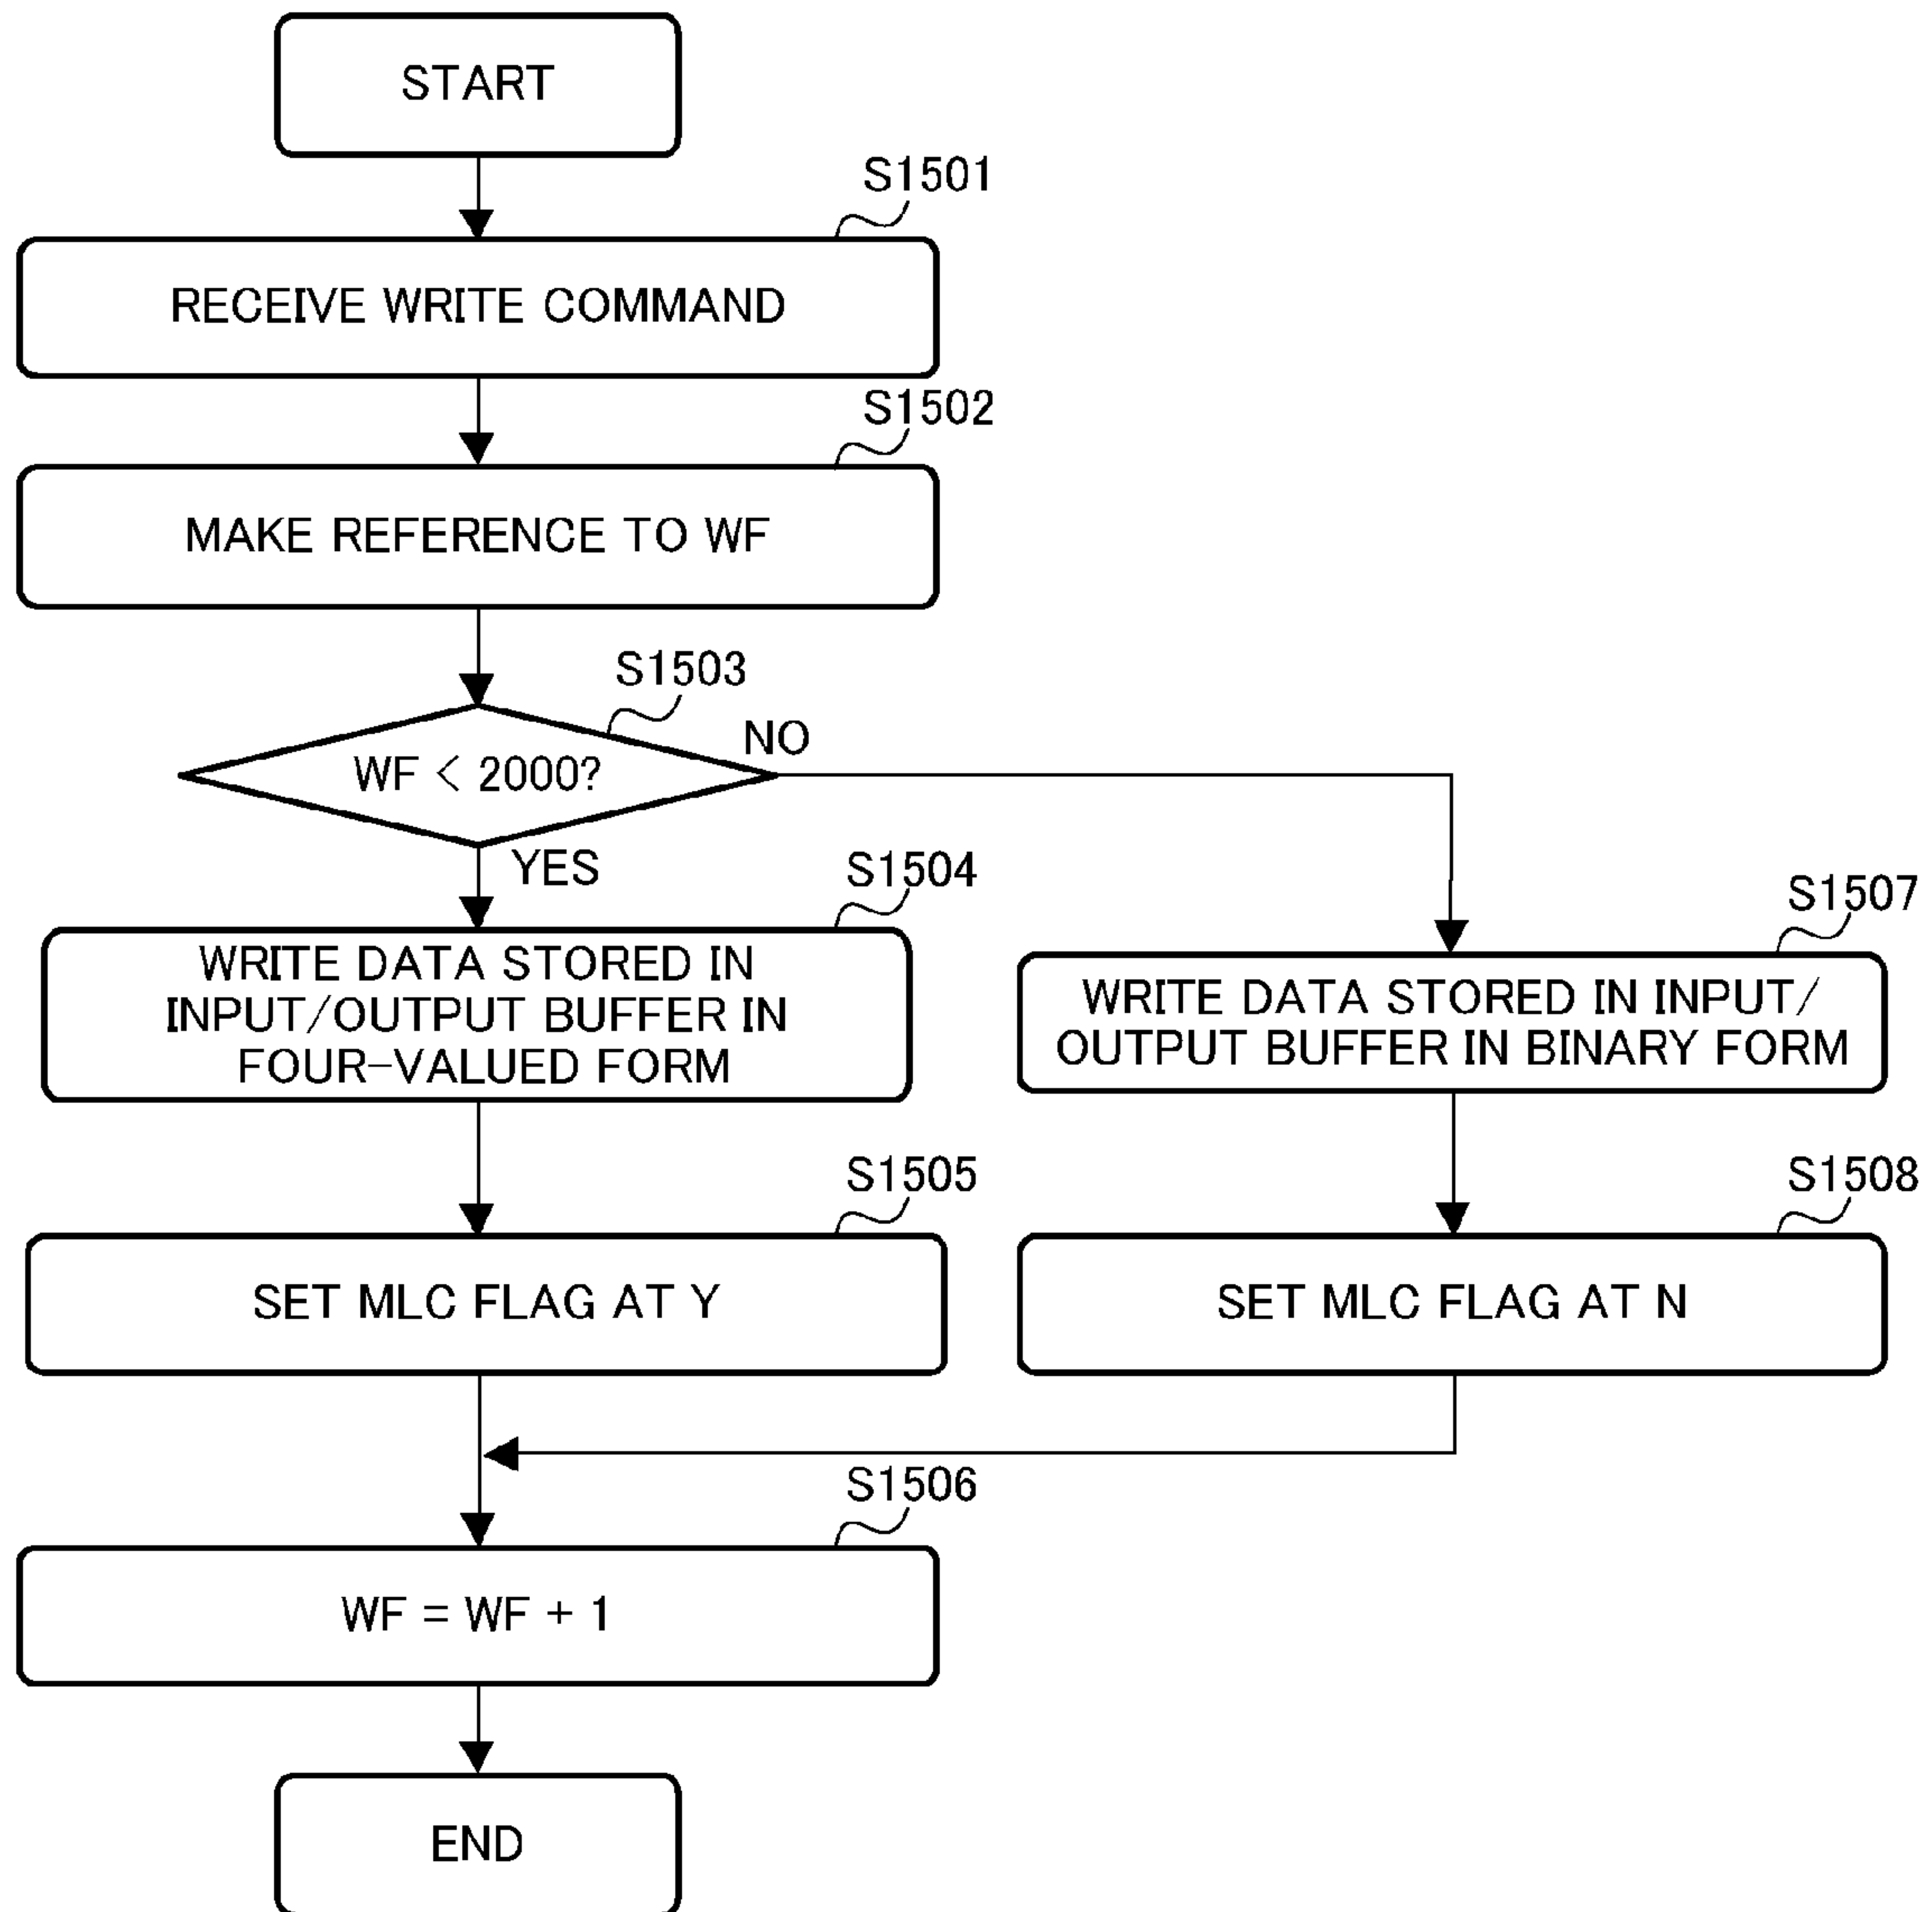 START
S1501
RECEIVE WRITE COMMAND
S1502
MAKE REFERENCE TO WF
S1503
WF < 2000?
NO
YES
S1504
WRITE DATA STORED IN
INPUT/OUTPUT BUFFER IN
FOUR-VALUED FORM
S1507
WRITE DATA STORED IN INPUT/
OUTPUT BUFFER IN BINARY FORM
S1505
SET MLC FLAG AT Y
S1508
SET MLC FLAG AT N
S1506
WF = WF + 1
END